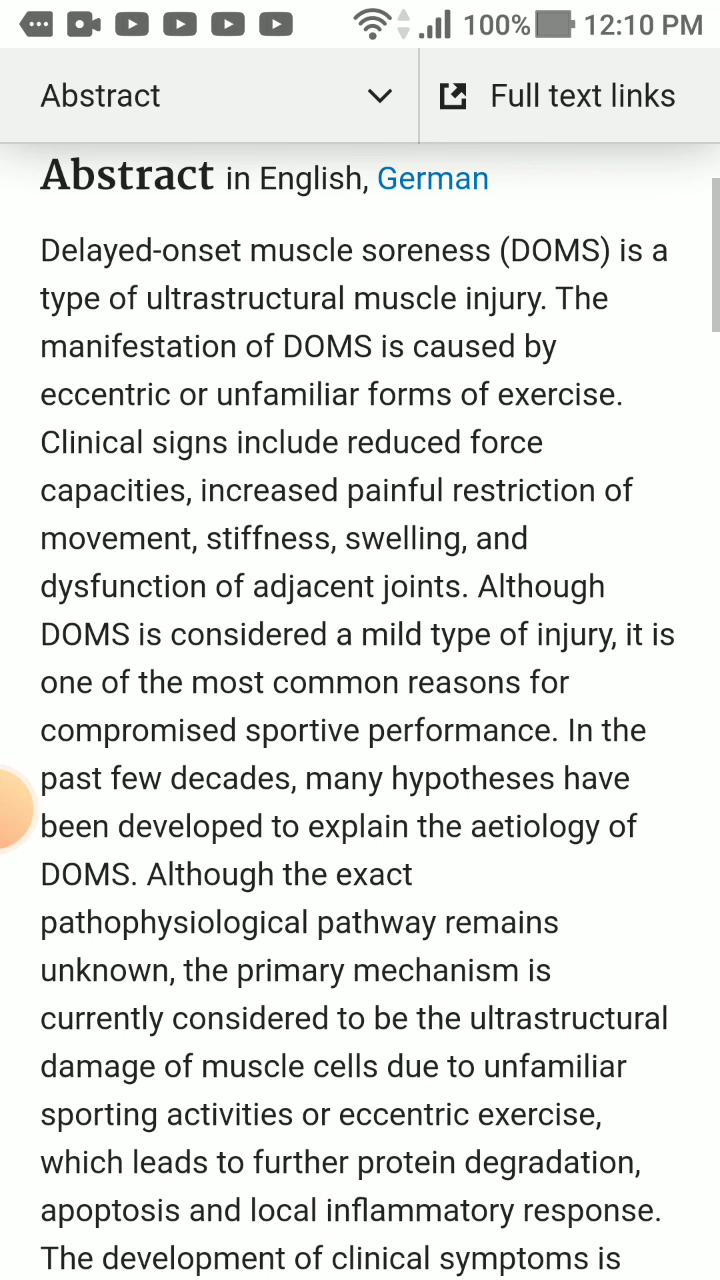 100% 12:10 PM
Abstract Full text links
Abstract in English, German
Delayed-onset muscle soreness (DOMS) is a
type of ultrastructural muscle injury. The
manifestation of DOMS is caused by
eccentric or unfamiliar forms of exercise.
Clinical signs include reduced force
capacities, increased painful restriction of
movement, stiffness, swelling, and
dysfunction of adjacent joints. Although
DOMS is considered a mild type of injury, it is
one of the most common reasons for
compromised sportive performance. In the
past few decades, many hypotheses have
been developed to explain the aetiology of
DOMS. Although the exact
pathophysiological pathway remains
unknown, the primary mechanism is
currently considered to be the ultrastructural
damage of muscle cells due to unfamiliar
sporting activities or eccentric exercise,
which leads to further protein degradation,
apoptosis and local inflammatory response.
The development of clinical symptoms is